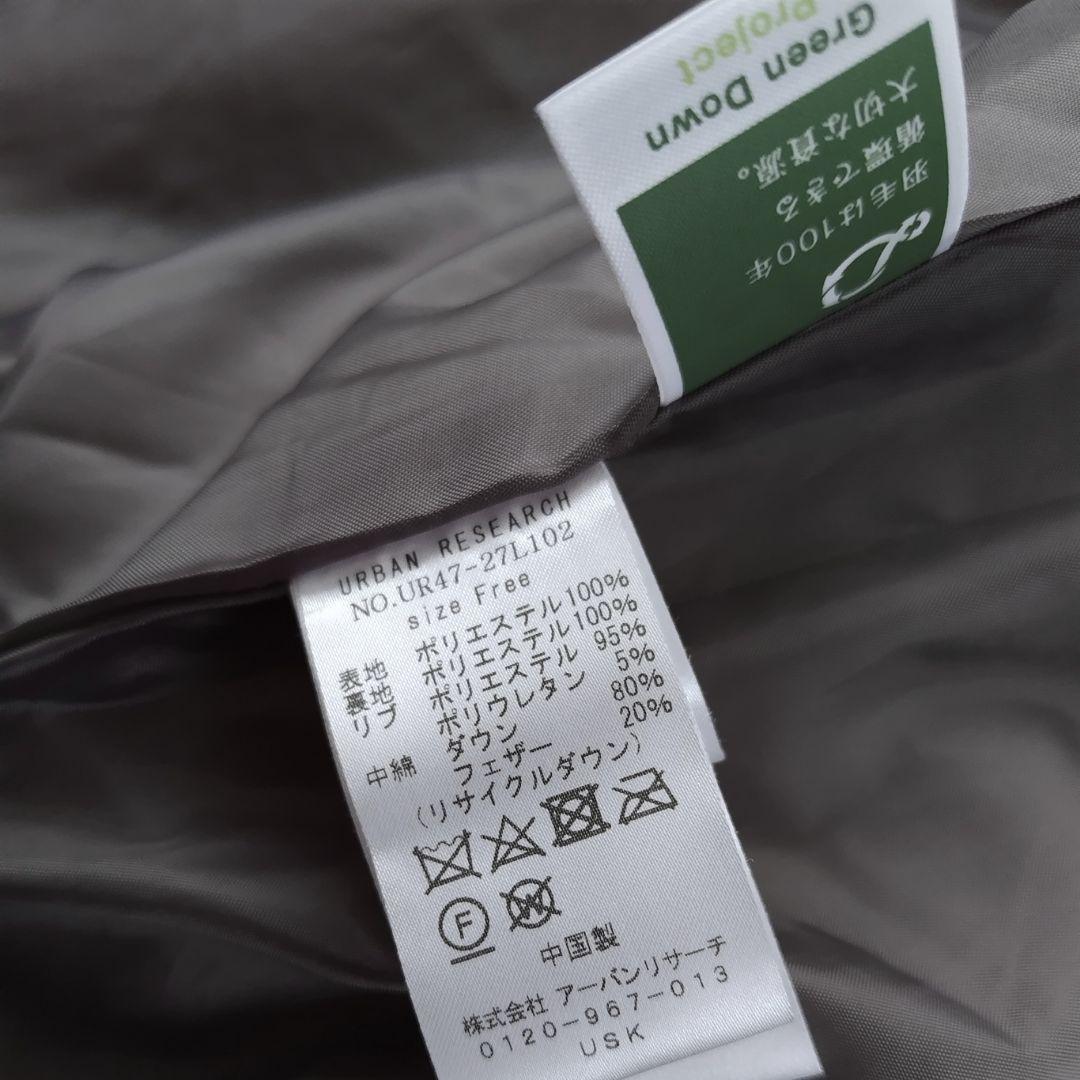 Green Down
Project
羽毛は100年
循環できる
大切な資源。
URBAN RESEARCH
NO.UR47-27L102
size Free
表地 ポリエステル100%
裏地 ポリエステル100%
リブ ポリエステル 95%
ポリウレタン 5%
中綿 ダウン 80%
フェザー 20%
(リサイクルダウン)
F W
中国製
株式会社 アーバンリサーチ
0120-967-013
USK